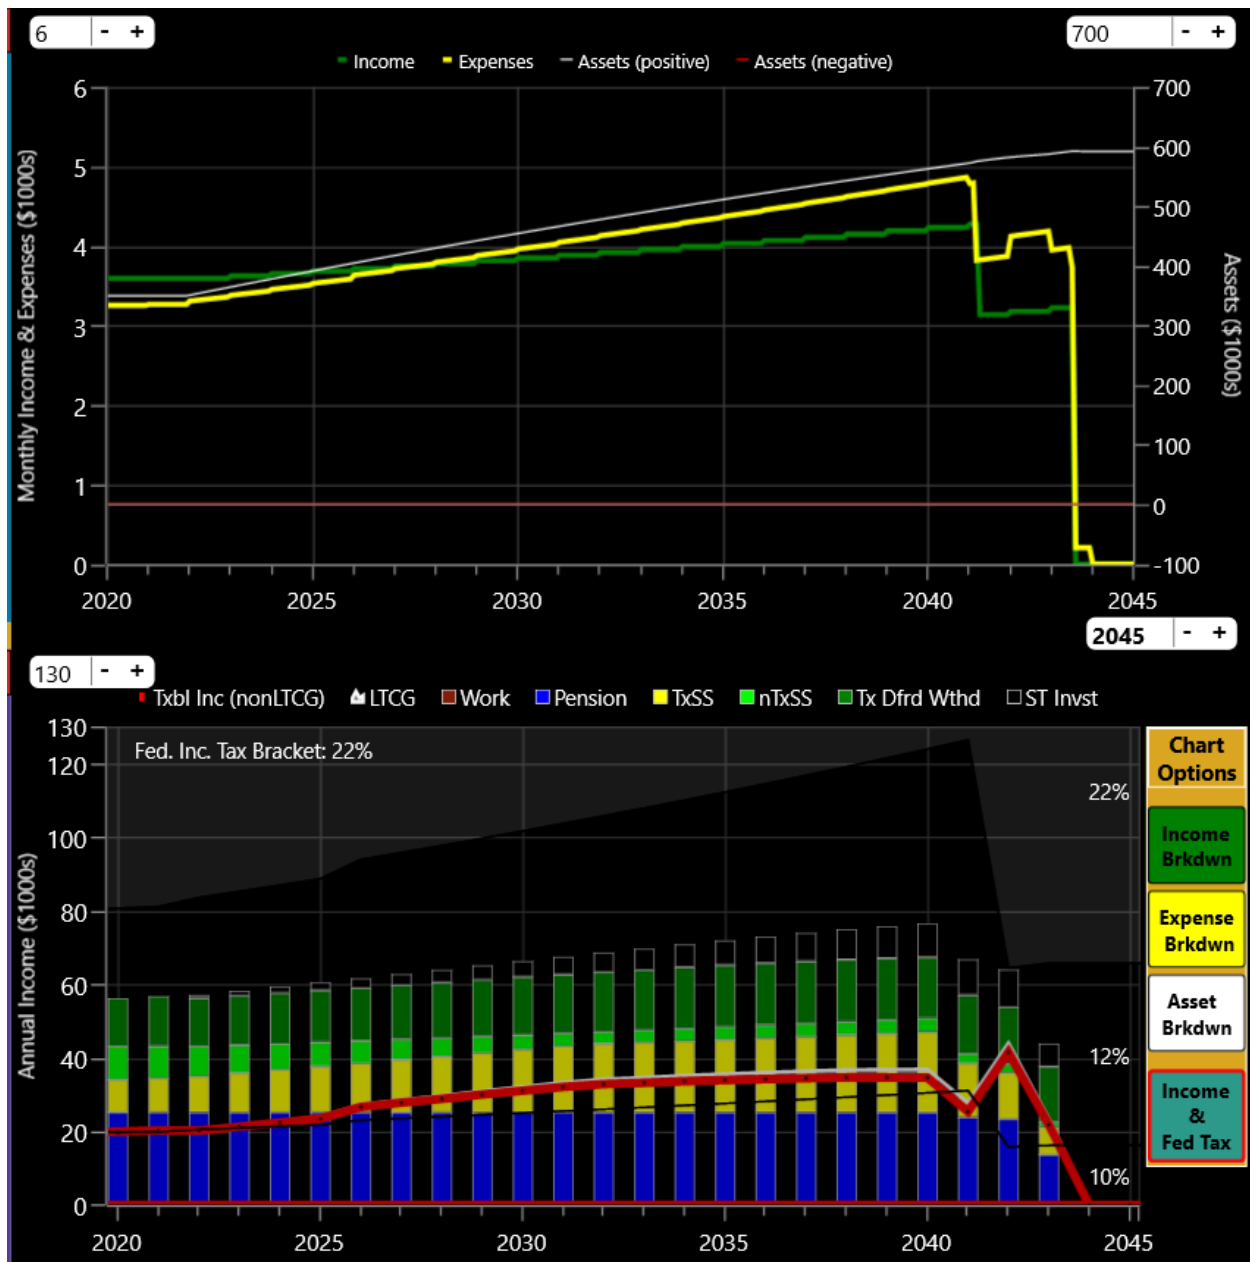 6 - +
700 - +
Income Expenses Assets (positive) Assets (negative)
Monthly Income & Expenses ($1000s)
6
5
4
3
2
1
0
700
600
500
400
300
200
100
0
-100
Assets ($1000s)
2020 2025 2030 2035 2040 2045
2045 - +
130 - +
Txbl Inc (nonLTCG) LTCG Work Pension TxSS nTxSS Tx Dfrd Wthd ST Invst
Annual Income ($1000s)
130
120
100
80
60
40
20
0
Fed. Inc. Tax Bracket: 22%
22%
12%
10%
2020 2025 2030 2035 2040 2045
Chart
Options
Income
Brkdwn
Expense
Brkdwn
Asset
Brkdwn
Income
&
Fed Tax